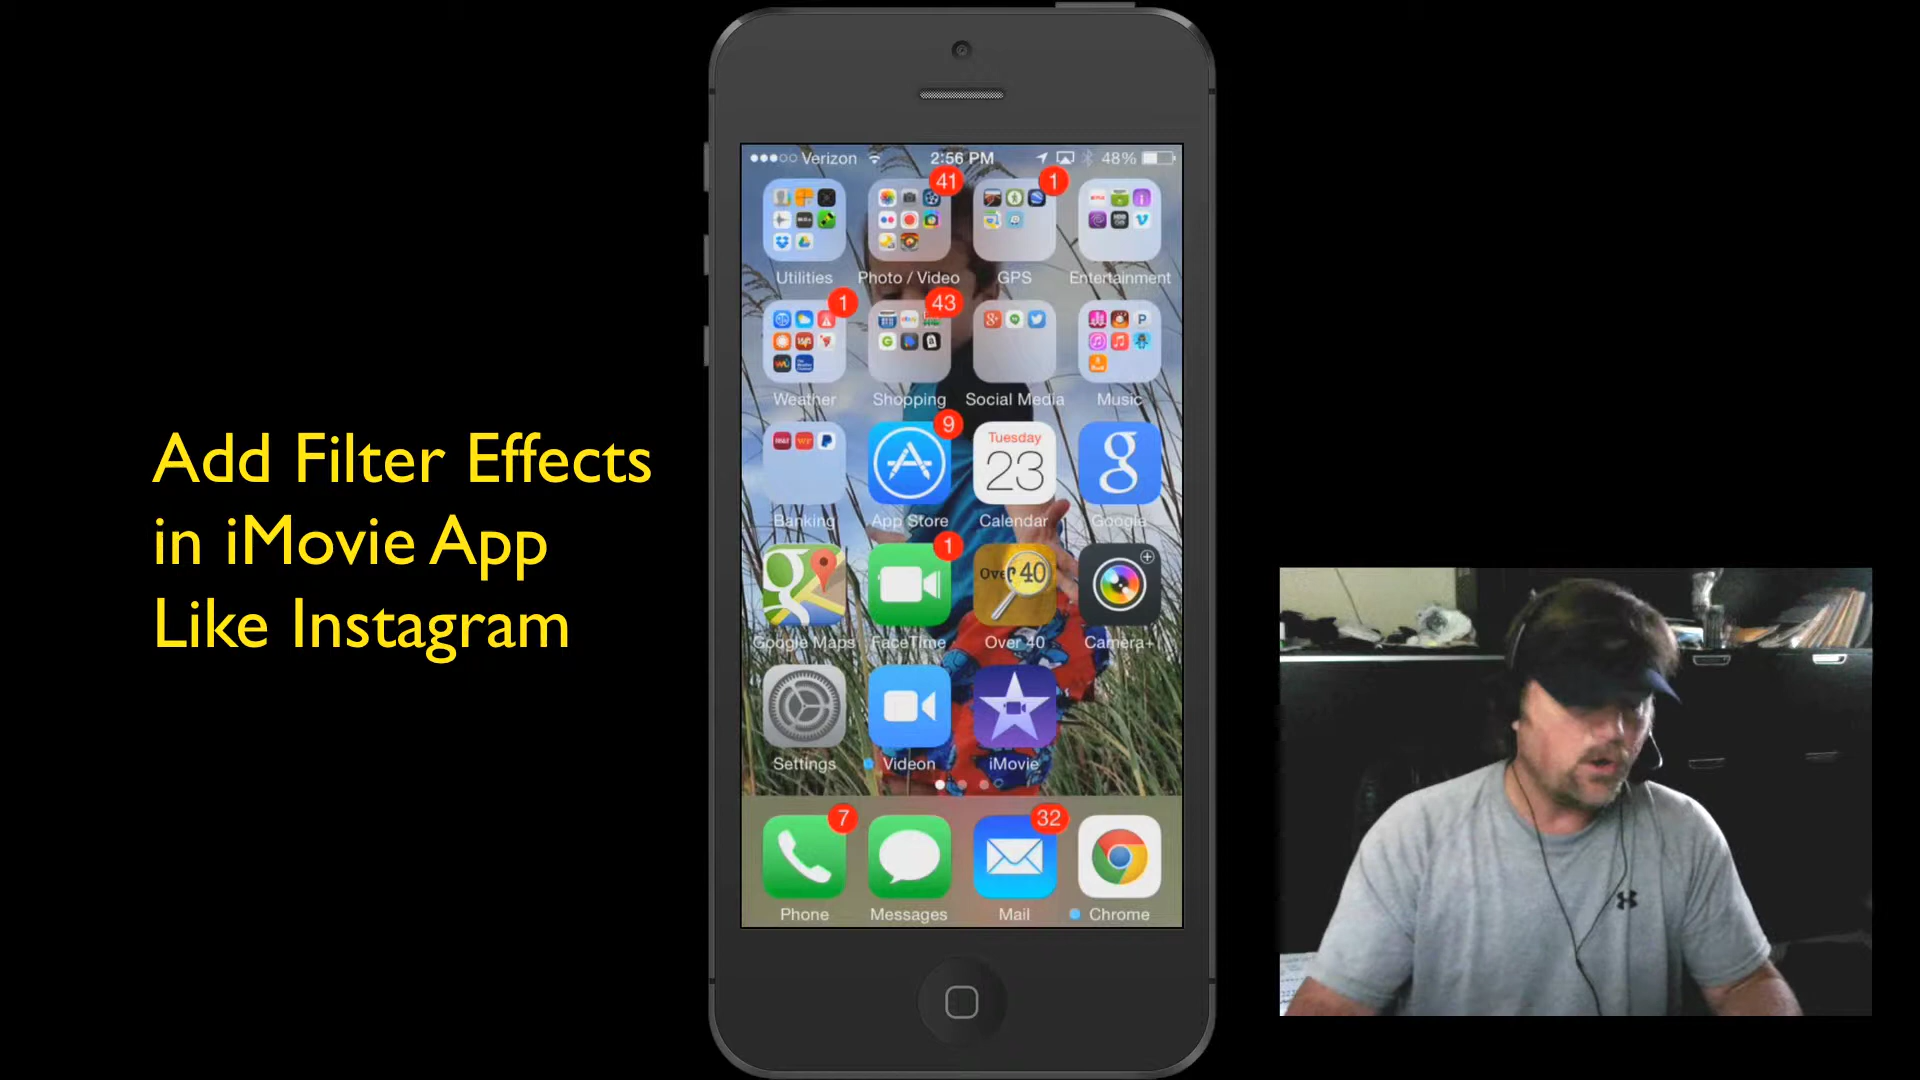 Add Filter Effects
in iMovie App
Like Instagram
Verizon 2:56 PM 48%
41 1
Utilities Photo / Video GPS Entertainment
1 43
Weather Shopping Social Media Music
9
Tuesday
23
Banking App Store Calendar Google
1
Over 40
Google Maps FaceTime Over 40 Camera+
Settings Videon iMovie
7 32
Phone Messages Mail Chrome